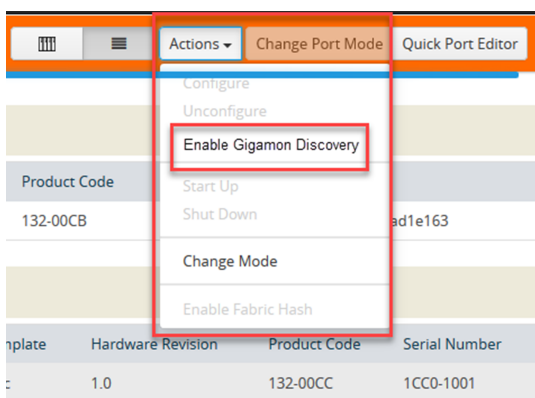 Actions Change Port Mode Quick Port Editor
Configure
Unconfigure
Enable Gigamon Discovery
Product Code
Start Up
132-00CB Shut Down ad1e163
Change Mode
Enable Fabric Hash
Hardware Revision Product Code Serial Number
1.0 132-00CC 1CC0-1001